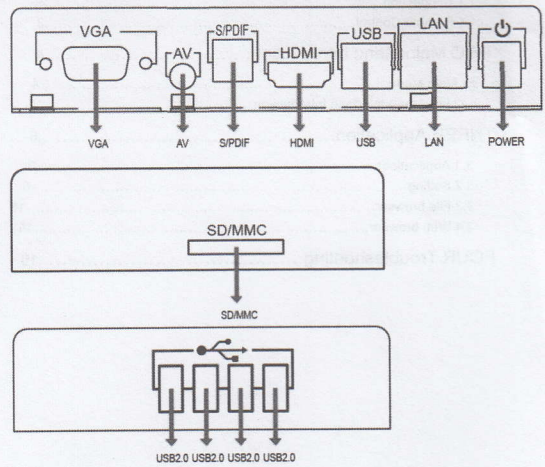 VGA
AV
S/PDIF
HDMI
USB
LAN
VGA
AV
S/PDIF
HDMI
USB
LAN
POWER
SD/MMC
SD/MMC
USB2.0 USB2.0 USB2.0 USB2.0